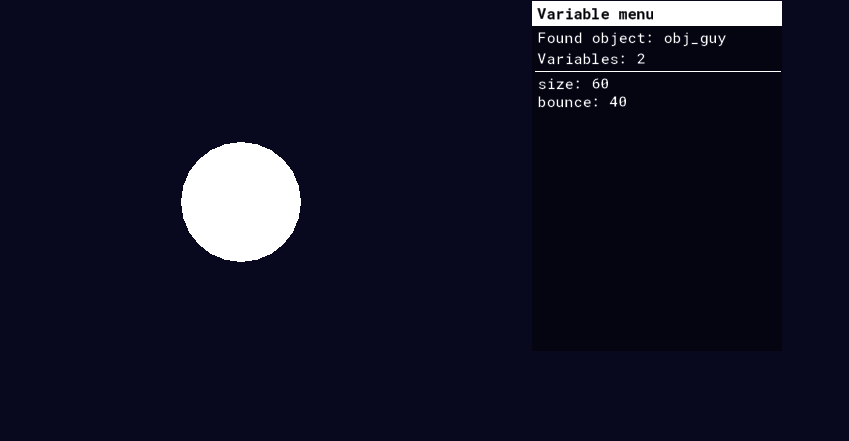 Variable menu
Found object: obj_guy
Variables: 2
size: 60
bounce: 40